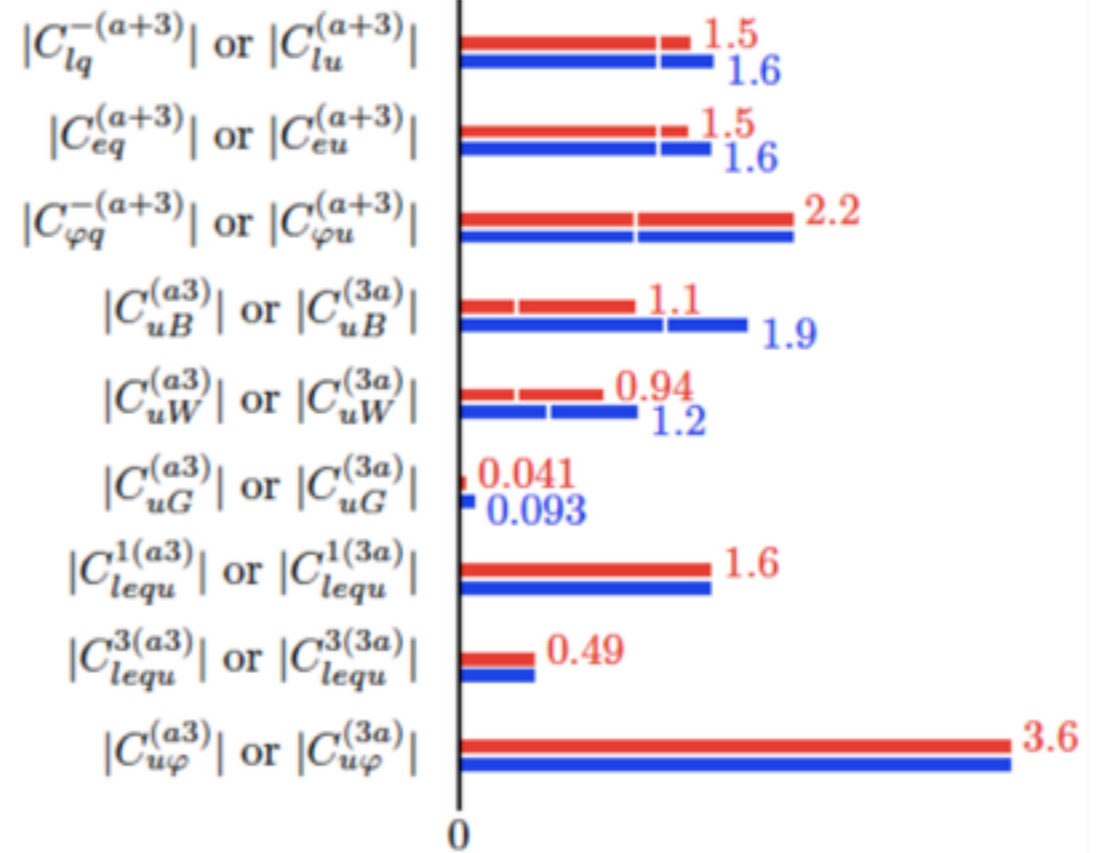 |C_{lq}^{-(a+3)}| or |C_{lu}^{(a+3)}| 1.5
1.6
|C_{eq}^{(a+3)}| or |C_{eu}^{(a+3)}| 1.5
1.6
|C_{φq}^{-(a+3)}| or |C_{φu}^{(a+3)}| 2.2
|C_{uB}^{(a3)}| or |C_{uB}^{(3a)}| 1.1
1.9
|C_{uW}^{(a3)}| or |C_{uW}^{(3a)}| 0.94
1.2
|C_{uG}^{(a3)}| or |C_{uG}^{(3a)}| 0.041
0.093
|C_{lequ}^{1(a3)}| or |C_{lequ}^{1(3a)}| 1.6
|C_{lequ}^{3(a3)}| or |C_{lequ}^{3(3a)}| 0.49
|C_{uφ}^{(a3)}| or |C_{uφ}^{(3a)}| 3.6
0